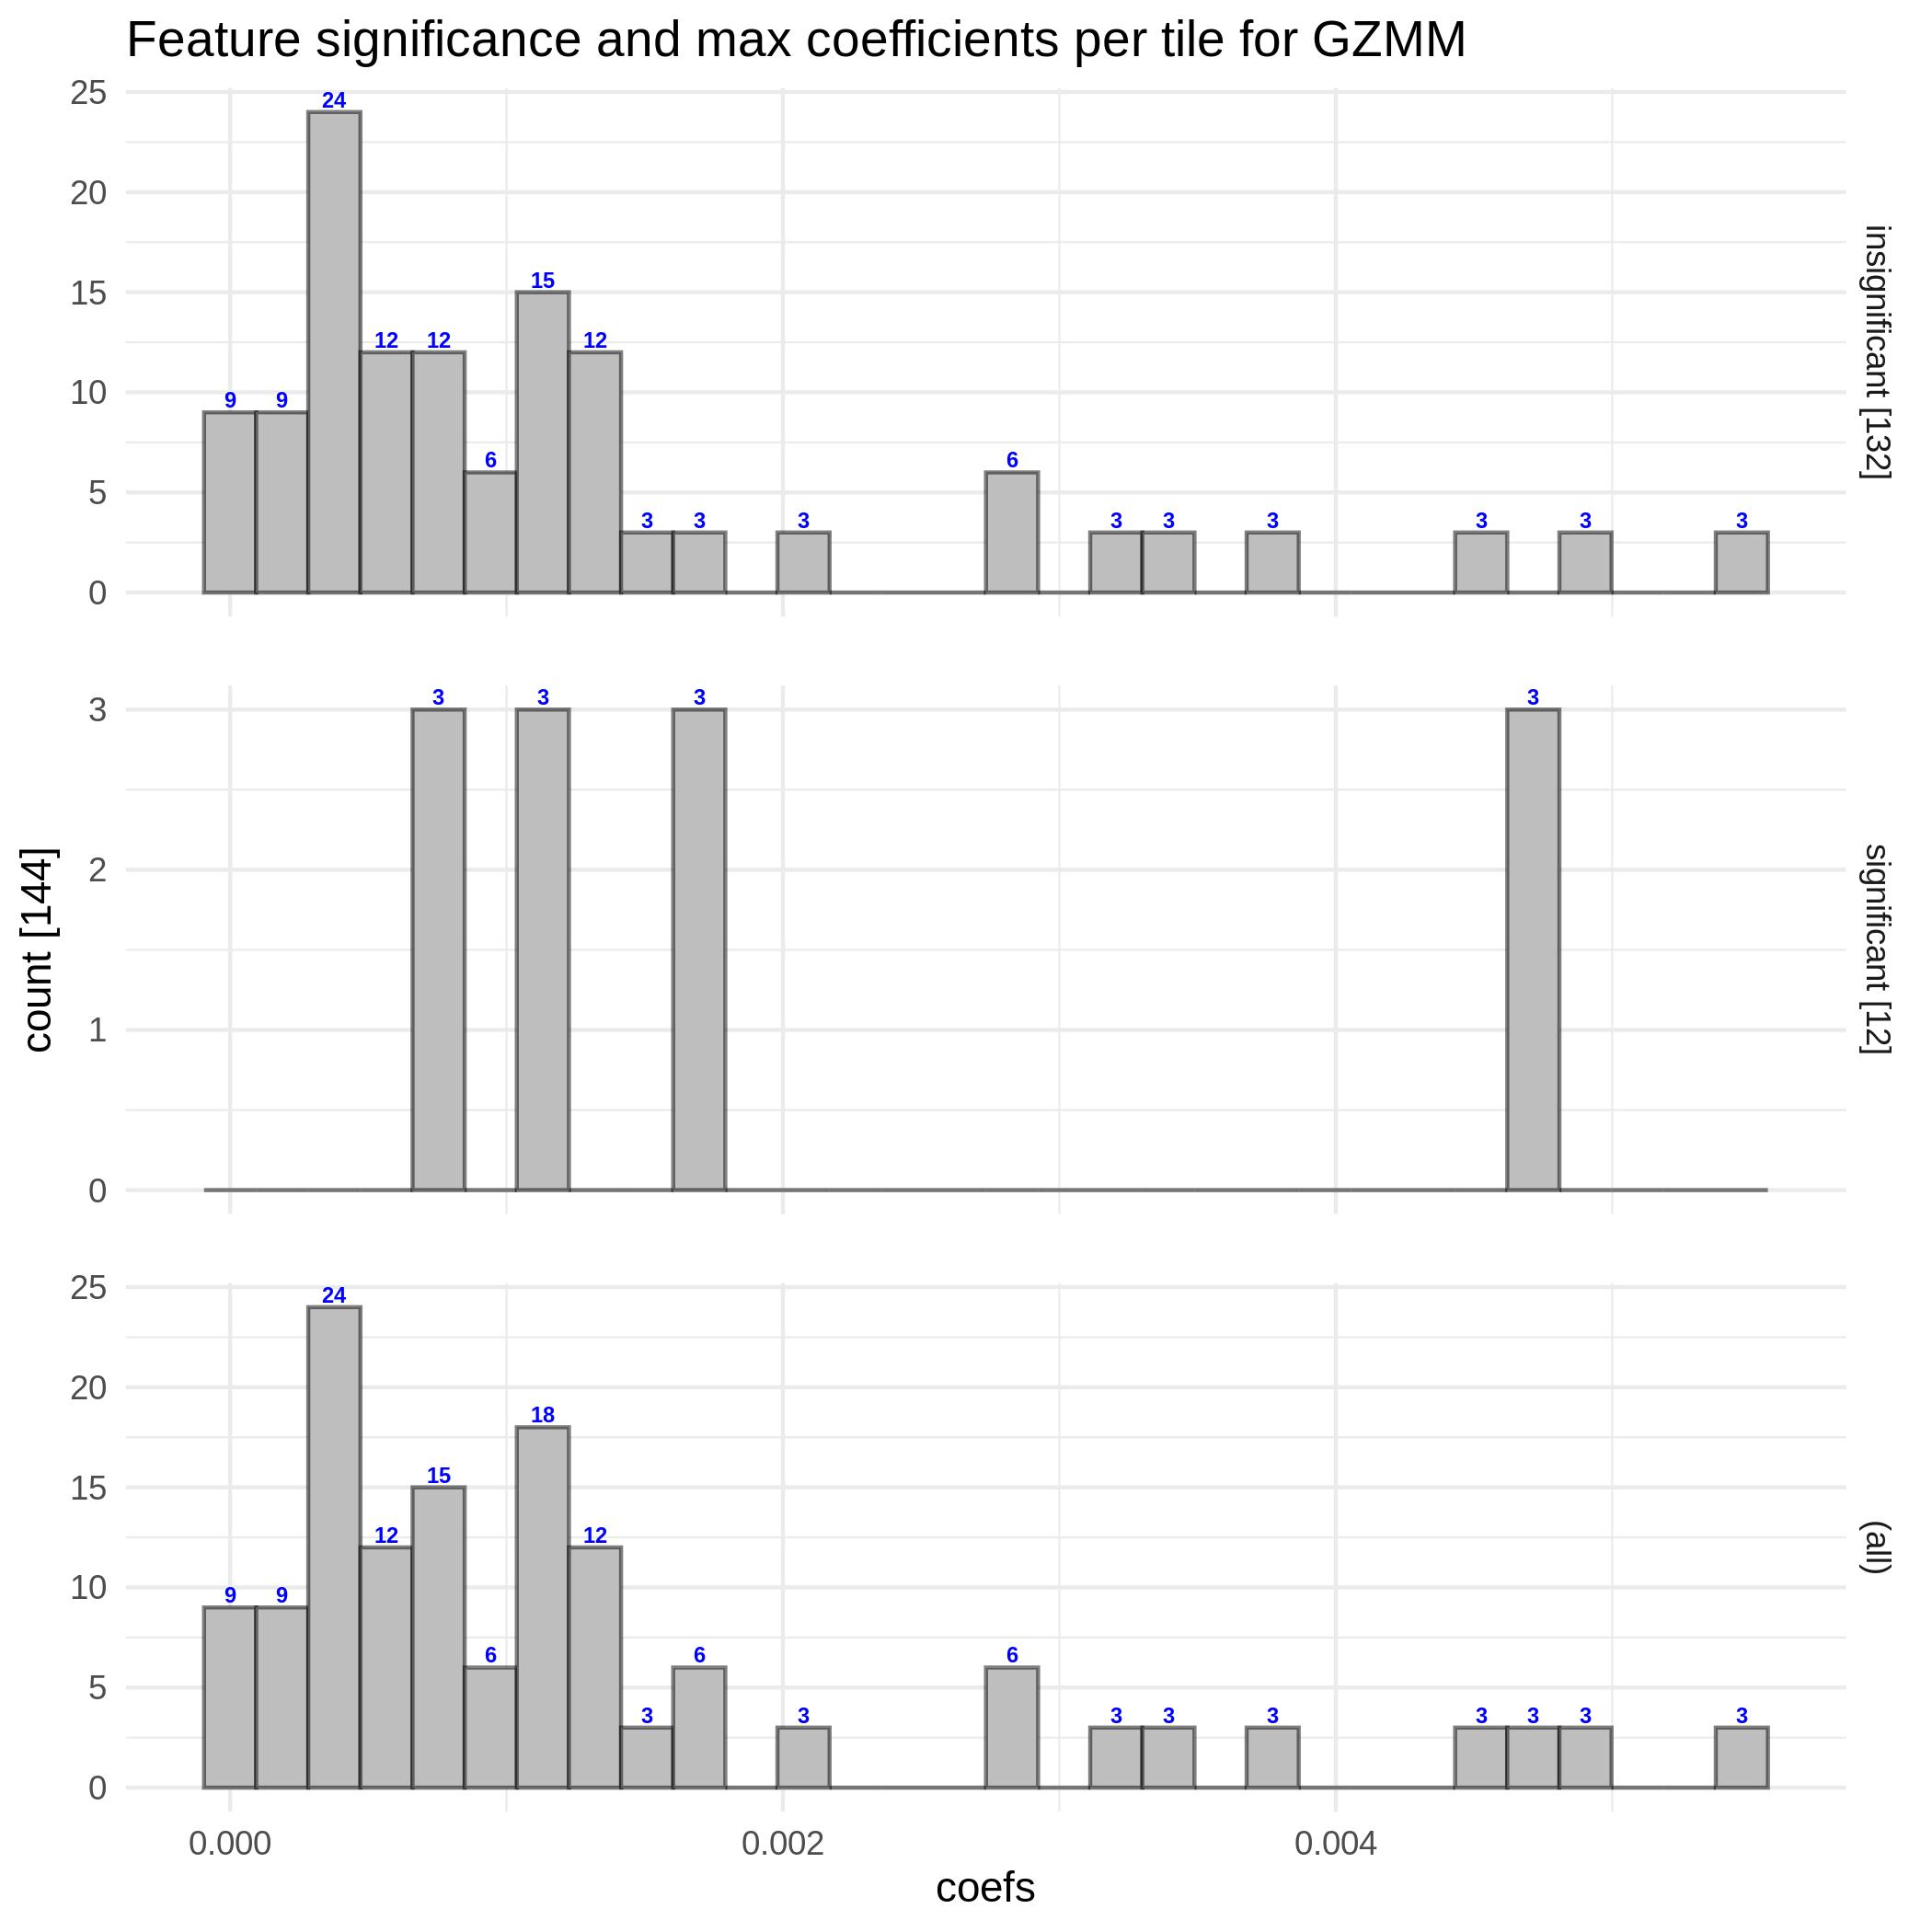 Feature significance and max coefficients per tile for GZMM
25
20
15
10
5
0
9 9 24 12 12 6 15 12 3 3 3 6 3 3 3 3 3 3
insignificant [132]
count [144]
3
2
1
0
3 3 3 3
significant [12]
25
20
15
10
5
0
9 9 24 12 15 6 18 12 3 6 3 6 3 3 3 3 3 3 3
(all)
0.000 0.002 0.004
coefs